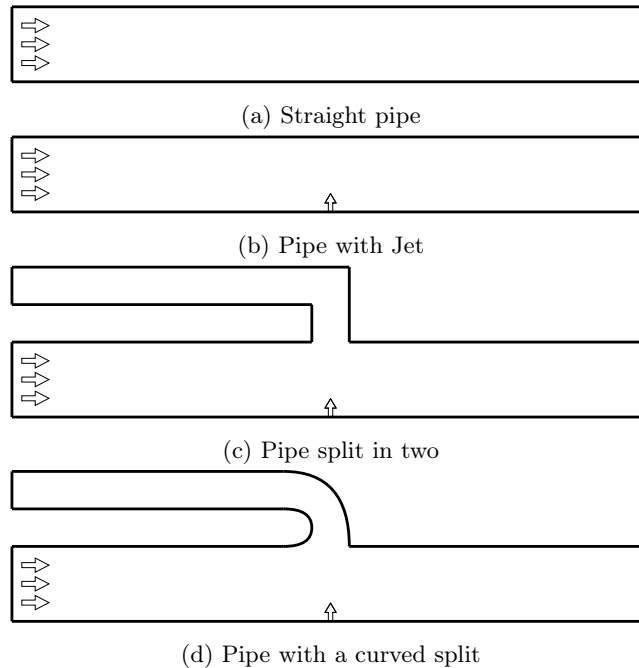 (a) Straight pipe
(b) Pipe with Jet
(c) Pipe split in two
(d) Pipe with a curved split